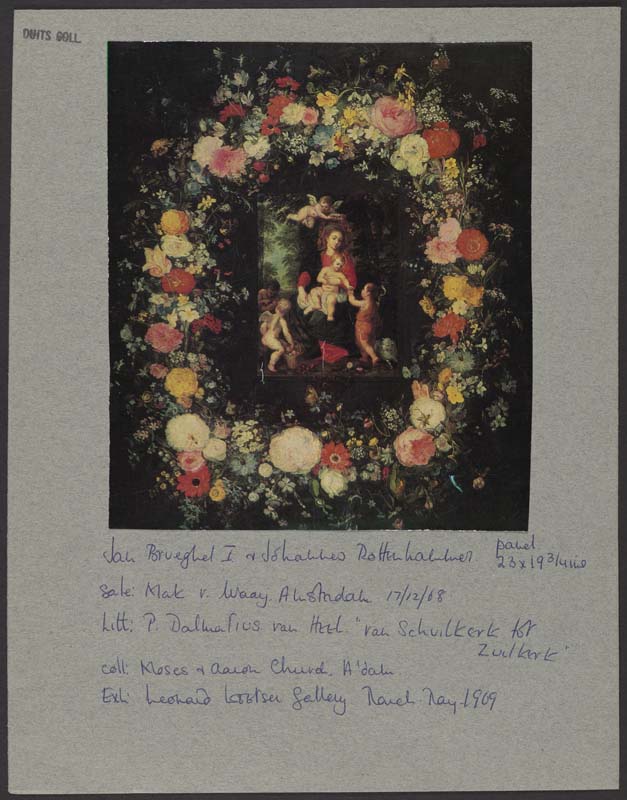 DUITS COLL
Jan Brueghel I & Johannes Rottenhammer panel
23 x 19 3/4 ins
Sale: Mak v. Waay Amsterdam 17/12/68
Litt: P. Dalmatius van Heel "van Schuilkerk tot
Zuilkerk"
coll: Moses & Aaron Church, A'dam
Exh: Leonard Koetser Gallery March May 1969